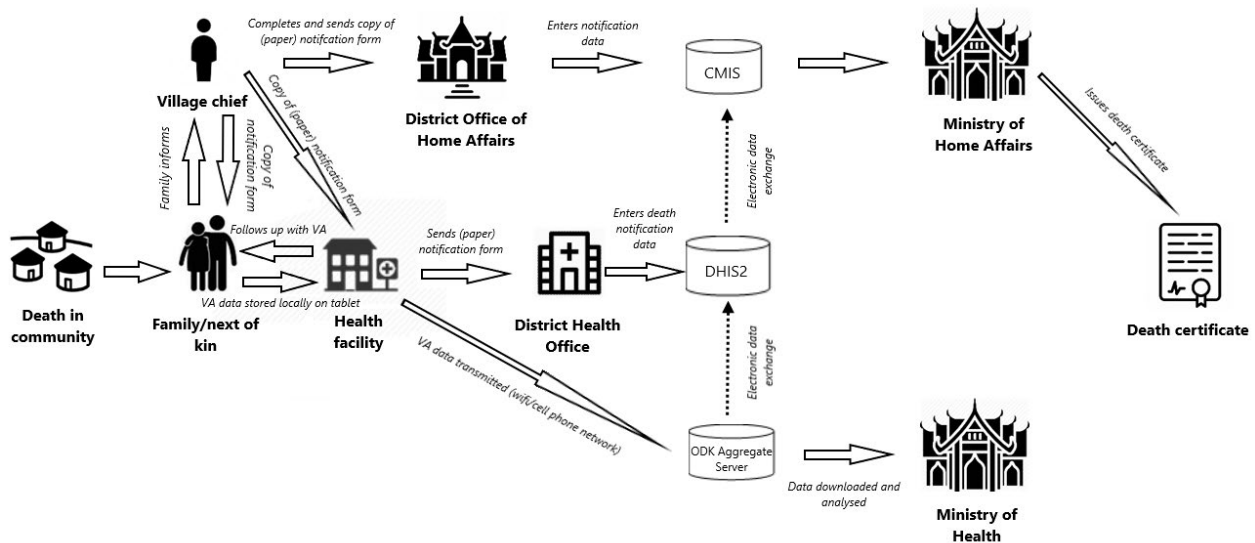 Completes and sends copy of
(paper) notifcation form
Enters notification
data
CMIS
Village chief
District Office of
Home Affairs
Ministry of
Home Affairs
Issues death certificate
Copy of (paper) notification form
Family informs
Copy of
notification form
Electronic data
exchange
Follows up with VA
Sends (paper)
notification form
Enters death
notification
data
DHIS2
VA data stored locally on tablet
Death in
community
Family/next of
kin
Health
facility
District Health
Office
Death certificate
VA data transmitted (wifi/cell phone network)
Electronic data
exchange
ODK Aggregate
Server
Data downloaded and
analysed
Ministry of
Health